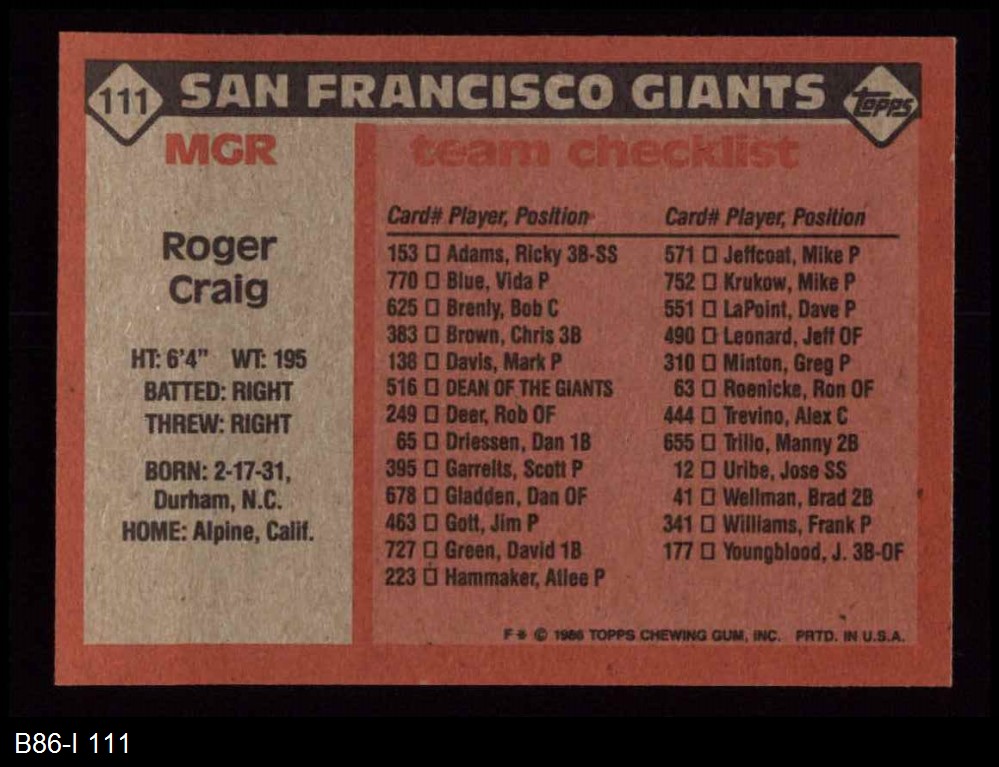 111 SAN FRANCISCO GIANTS Topps
MGR
Roger
Craig
HT: 6'4" WT: 195
BATTED: RIGHT
THREW: RIGHT
BORN: 2-17-31,
Durham, N.C.
HOME: Alpine, Calif.
team checklist
Card# Player, Position
153 Adams, Ricky 3B-SS
770 Blue, Vida P
625 Brenly, Bob C
383 Brown, Chris 3B
138 Davis, Mark P
516 DEAN OF THE GIANTS
249 Deer, Rob OF
65 Driessen, Dan 1B
395 Garrelts, Scott P
678 Gladden, Dan OF
463 Gott, Jim P
727 Green, David 1B
223 Hammaker, Atlee P
Card# Player, Position
571 Jeffcoat, Mike P
752 Krukow, Mike P
551 LaPoint, Dave P
490 Leonard, Jeff OF
310 Minton, Greg P
63 Roenicke, Ron OF
444 Trevino, Alex C
655 Trillo, Manny 2B
12 Uribe, Jose SS
41 Wellman, Brad 2B
341 Williams, Frank P
177 Youngblood, J. 3B-OF
F * © 1986 TOPPS CHEWING GUM, INC. PRTD. IN U.S.A.
B86-I 111